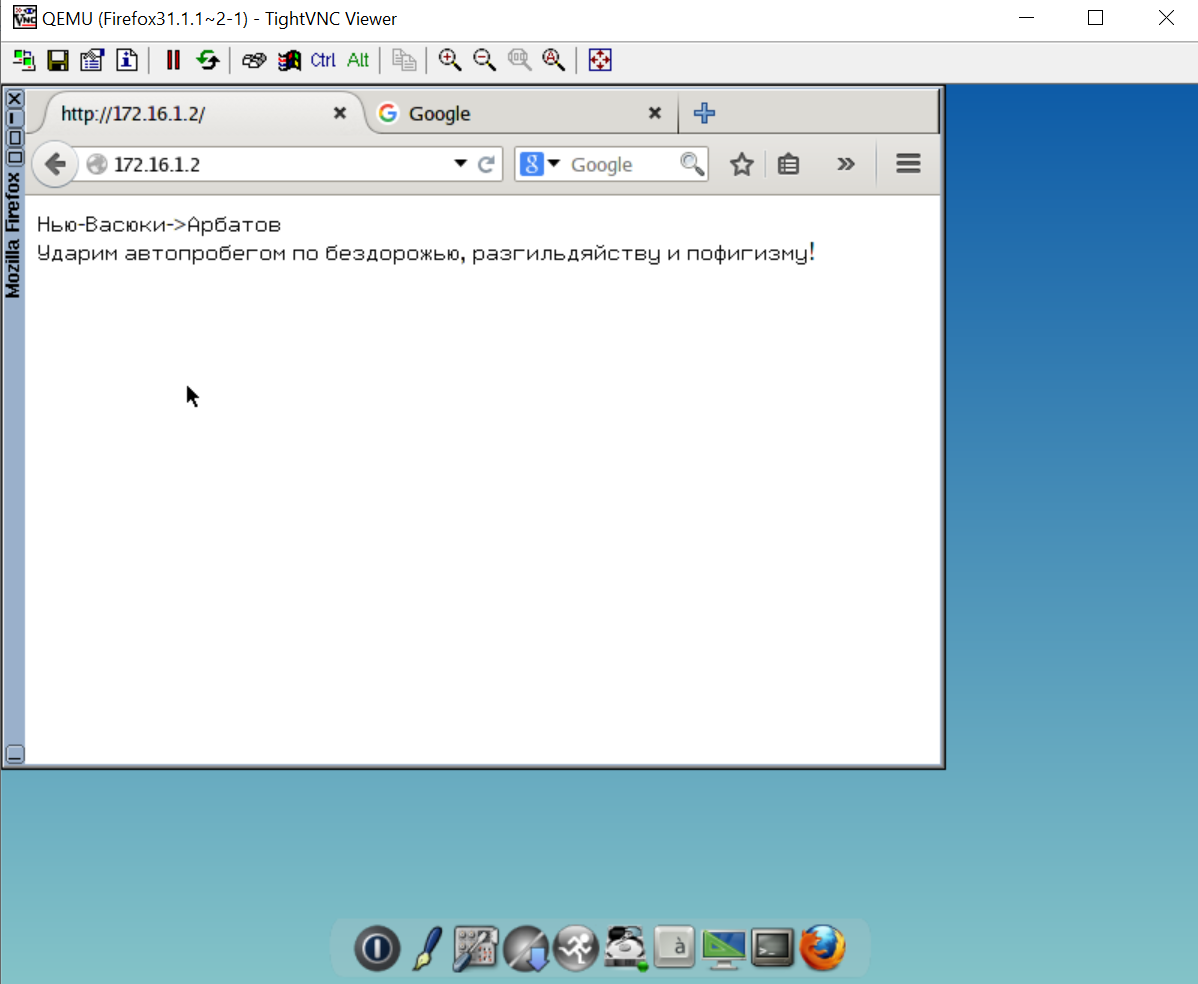 QEMU (Firefox31.1.1~2-1) - TightVNC Viewer
Ctrl Alt
http://172.16.1.2/ Google
172.16.1.2 Google
Mozilla Firefox
Нью-Васюки->Арбатов
Ударим автопробегом по бездорожью, разгильдяйству и пофигизму!